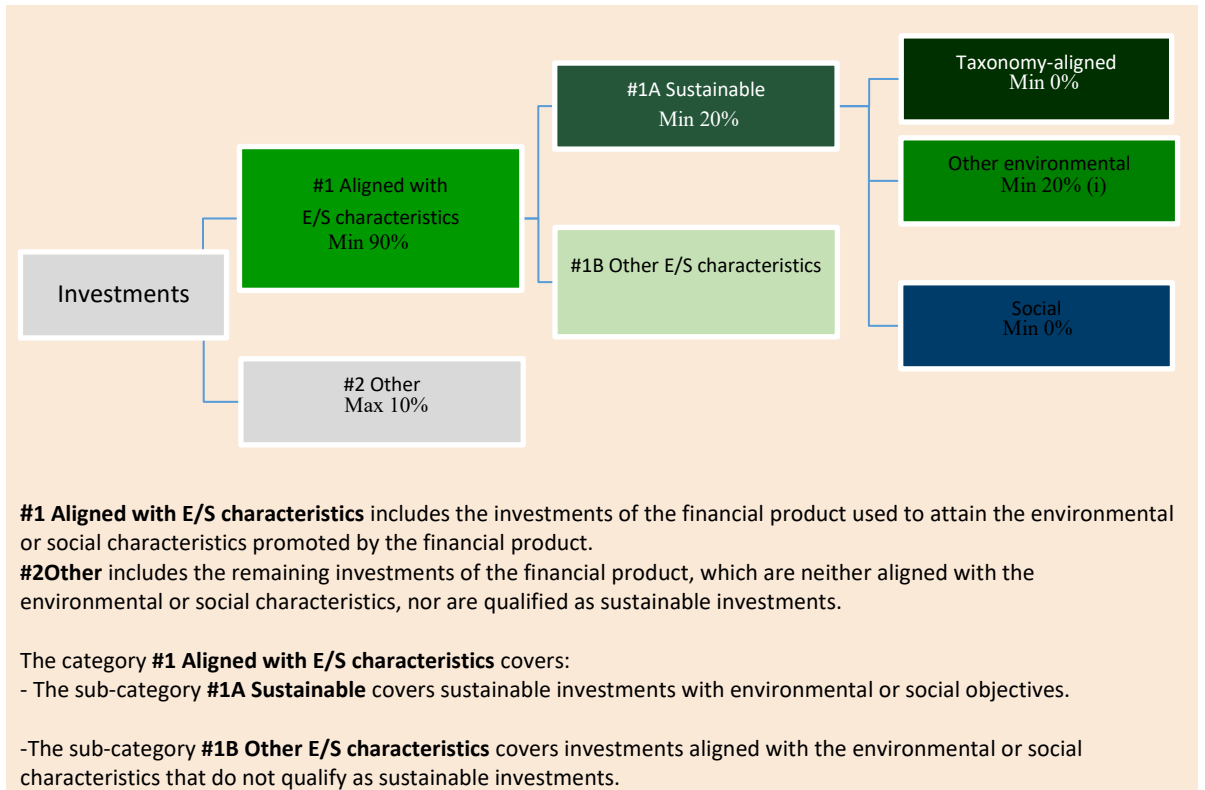 Taxonomy-aligned
Min 0%
#1A Sustainable
Min 20%
Other environmental
Min 20% (i)
#1 Aligned with
E/S characteristics
Min 90%
#1B Other E/S characteristics
Investments
Social
Min 0%
#2 Other
Max 10%
#1 Aligned with E/S characteristics includes the investments of the financial product used to attain the environmental
or social characteristics promoted by the financial product.
#2Other includes the remaining investments of the financial product, which are neither aligned with the
environmental or social characteristics, nor are qualified as sustainable investments.
The category #1 Aligned with E/S characteristics covers:
- The sub-category #1A Sustainable covers sustainable investments with environmental or social objectives.
-The sub-category #1B Other E/S characteristics covers investments aligned with the environmental or social
characteristics that do not qualify as sustainable investments.